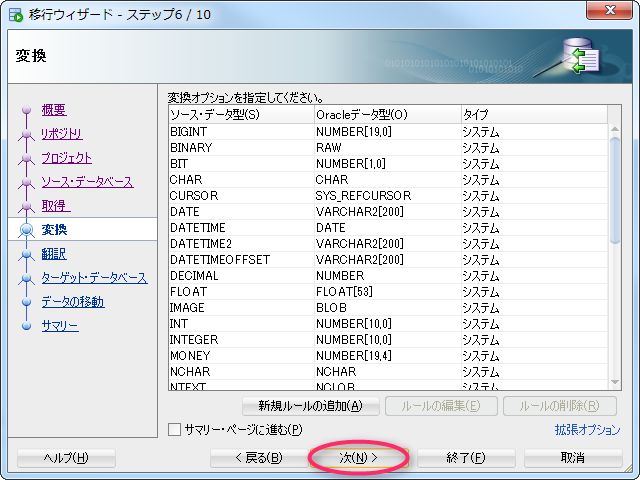 移行ウィザード - ステップ6 / 10
変換
概要
リポジトリ
プロジェクト
ソース・データベース
取得
変換
翻訳
ターゲット・データベース
データの移動
サマリー
変換オプションを指定してください。
ソース・データ型(S) Oracleデータ型(O) タイプ
BIGINT NUMBER[19,0] システム
BINARY RAW システム
BIT NUMBER[1,0] システム
CHAR CHAR システム
CURSOR SYS_REFCURSOR システム
DATE VARCHAR2[200] システム
DATETIME DATE システム
DATETIME2 VARCHAR2[200] システム
DATETIMEOFFSET VARCHAR2[200] システム
DECIMAL NUMBER システム
FLOAT FLOAT[53] システム
IMAGE BLOB システム
INT NUMBER[10,0] システム
INTEGER NUMBER[10,0] システム
MONEY NUMBER[19,4] システム
NCHAR NCHAR システム
NTEXT NCLOB システム
新規ルールの追加(A) ルールの編集(E) ルールの削除(R)
サマリー・ページに進む(P) 拡張オプション
ヘルプ(H) < 戻る(B) 次(N) > 終了(F) 取消